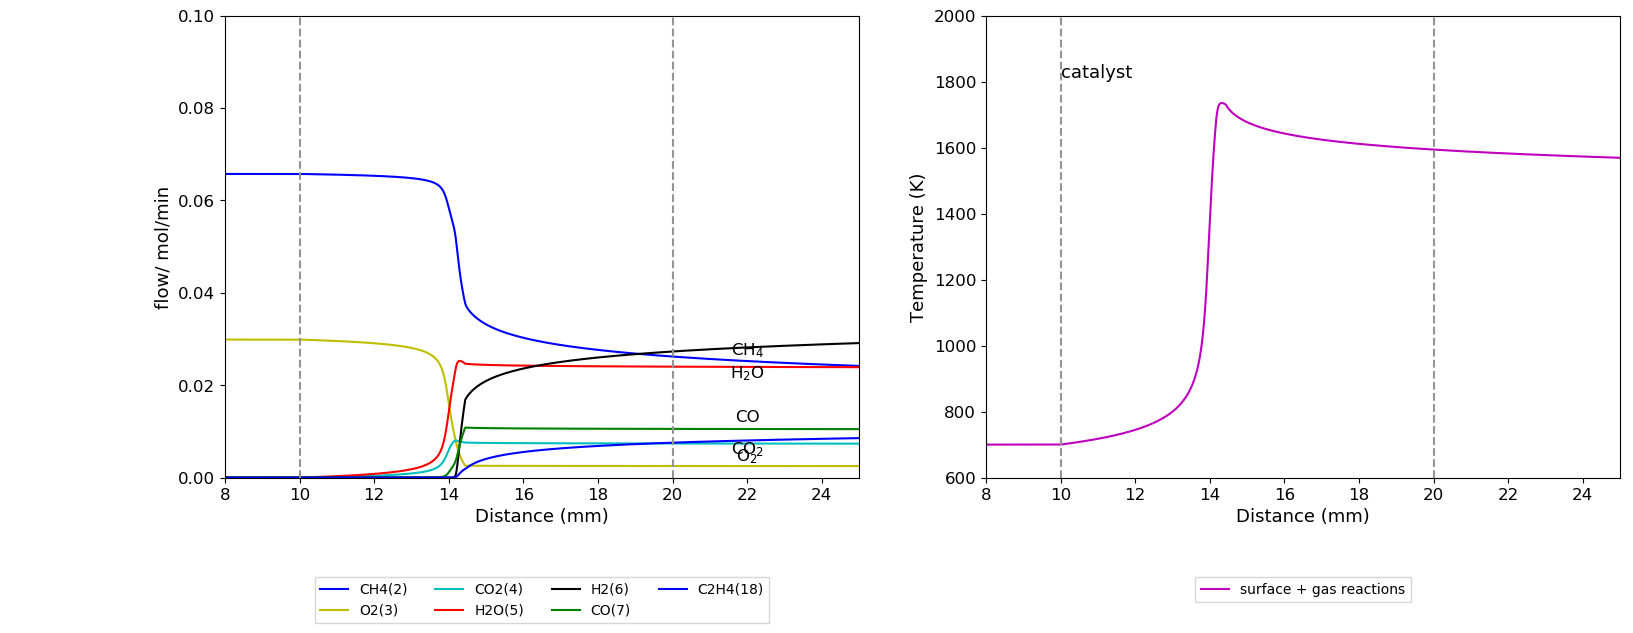 0.10
0.08
0.06
0.04
0.02
0.00
flow/ mol/min
CH₄
H₂O
CO
CO₂
O₂
8 10 12 14 16 18 20 22 24
Distance (mm)
CH4(2) CO2(4) H2(6) C2H4(18)
O2(3) H2O(5) CO(7)
2000
1800
1600
1400
1200
1000
800
600
Temperature (K)
catalyst
8 10 12 14 16 18 20 22 24
Distance (mm)
surface + gas reactions